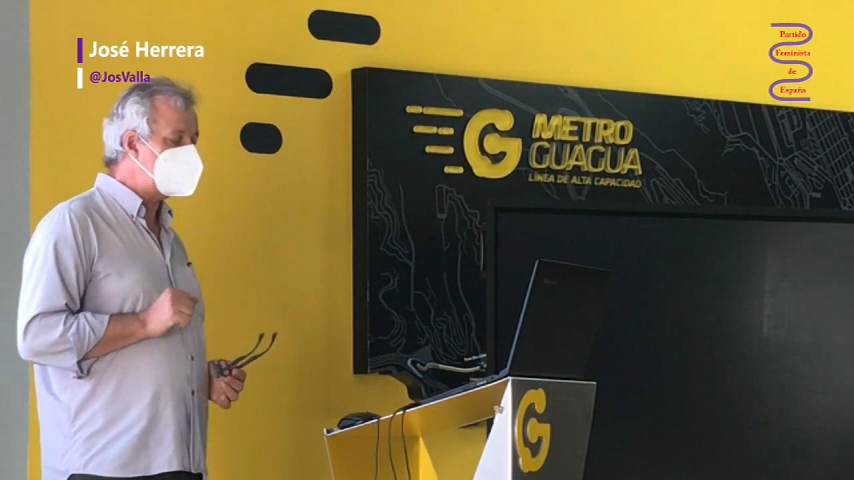 José Herrera
@JosValla
Partido
Feminista
de
España
METRO
GUAGUA
LÍNEA DE ALTA CAPACIDAD
G
G